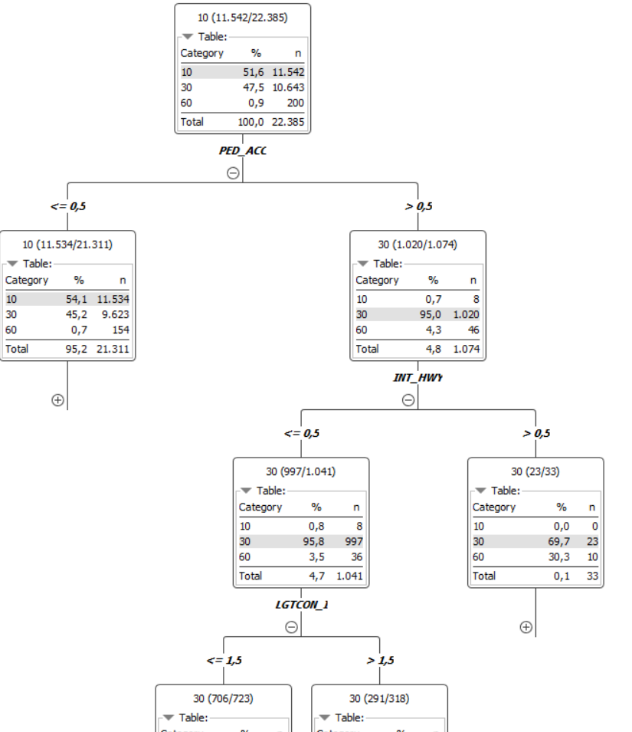 10 (11.542/22.385)
Table:
Category % n
10 51,6 11.542
30 47,5 10.643
60 0,9 200
Total 100,0 22.385
PED_ACC
<= 0,5
> 0,5
10 (11.534/21.311)
Table:
Category % n
10 54,1 11.534
30 45,2 9.623
60 0,7 154
Total 95,2 21.311
30 (1.020/1.074)
Table:
Category % n
10 0,7 8
30 95,0 1.020
60 4,3 46
Total 4,8 1.074
INT_HWY
<= 0,5
> 0,5
30 (997/1.041)
Table:
Category % n
10 0,8 8
30 95,8 997
60 3,5 36
Total 4,7 1.041
30 (23/33)
Table:
Category % n
10 0,0 0
30 69,7 23
60 30,3 10
Total 0,1 33
LGTCON_I
<= 1,5
> 1,5
30 (706/723)
Table:
30 (291/318)
Table: